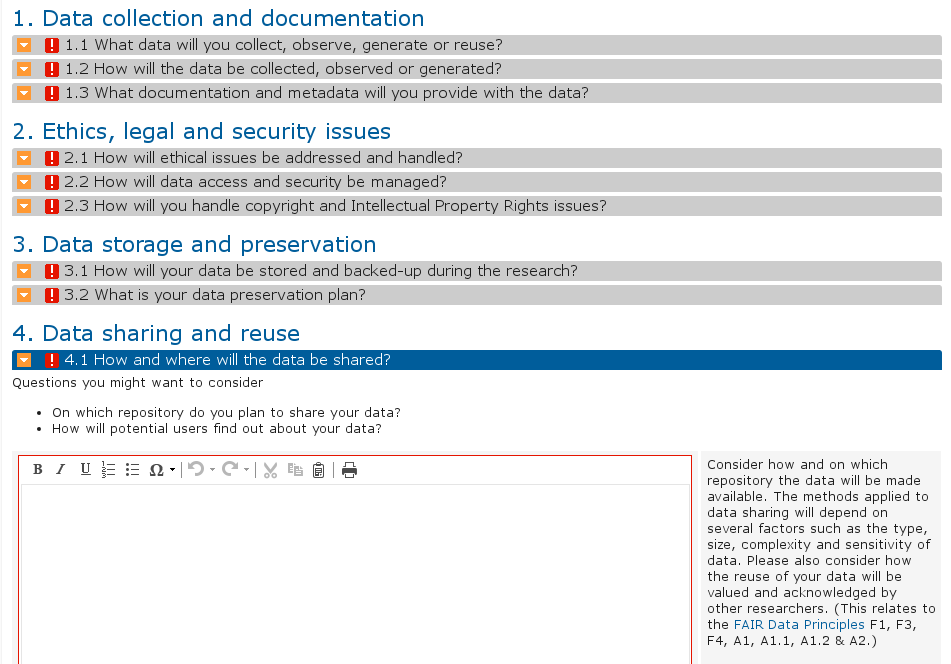 1. Data collection and documentation
1.1 What data will you collect, observe, generate or reuse?
1.2 How will the data be collected, observed or generated?
1.3 What documentation and metadata will you provide with the data?
2. Ethics, legal and security issues
2.1 How will ethical issues be addressed and handled?
2.2 How will data access and security be managed?
2.3 How will you handle copyright and Intellectual Property Rights issues?
3. Data storage and preservation
3.1 How will your data be stored and backed-up during the research?
3.2 What is your data preservation plan?
4. Data sharing and reuse
4.1 How and where will the data be shared?
Questions you might want to consider
• On which repository do you plan to share your data?
• How will potential users find out about your data?
B I U Ω
Consider how and on which
repository the data will be made
available. The methods applied to
data sharing will depend on
several factors such as the type,
size, complexity and sensitivity of
data. Please also consider how
the reuse of your data will be
valued and acknowledged by
other researchers. (This relates to
the FAIR Data Principles F1, F3,
F4, A1, A1.1, A1.2 & A2.)